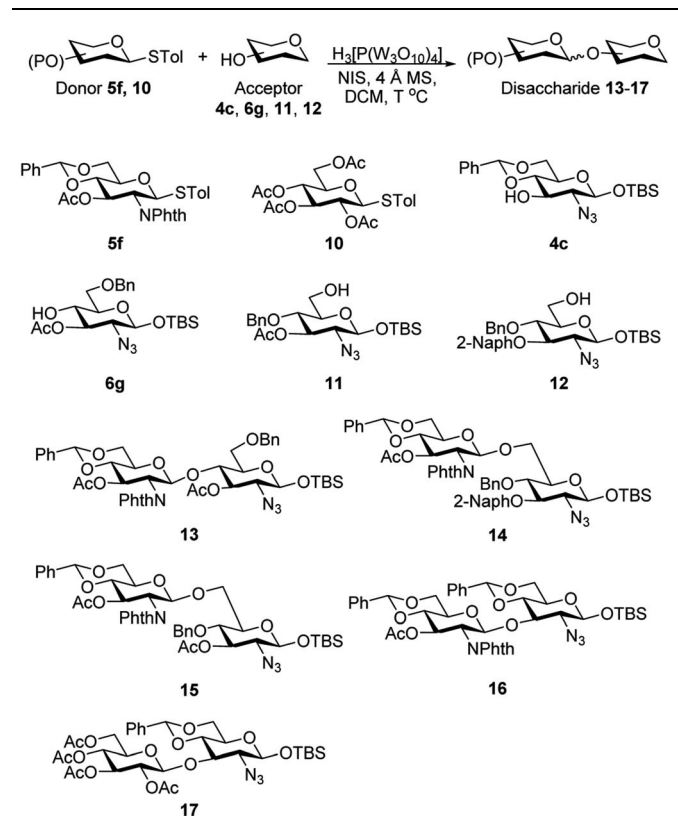 (PO) O STol + HO O H₃[P(W₃O₁₀)₄] (PO) O O O
Donor 5f, 10 Acceptor NIS, 4 Å MS, Disaccharide 13-17
4c, 6g, 11, 12 DCM, T °C
Ph O O O STol AcO NPhth
OAc AcO O AcO STol OAc
Ph O O O HO OTBS N₃
5f 10 4c
OBn HO O AcO OTBS N₃
OH BnO O AcO OTBS N₃
OH BnO O 2-NaphO OTBS N₃
6g 11 12
Ph O O O AcO PhthN O OBn O AcO OTBS N₃
Ph O O O AcO PhthN O BnO O 2-NaphO OTBS N₃
13 14
Ph O O O AcO PhthN O BnO O AcO OTBS N₃
Ph O O O AcO NPhth O Ph O O O OTBS N₃
15 16
AcO AcO O AcO OAc O Ph O O O OTBS N₃
17